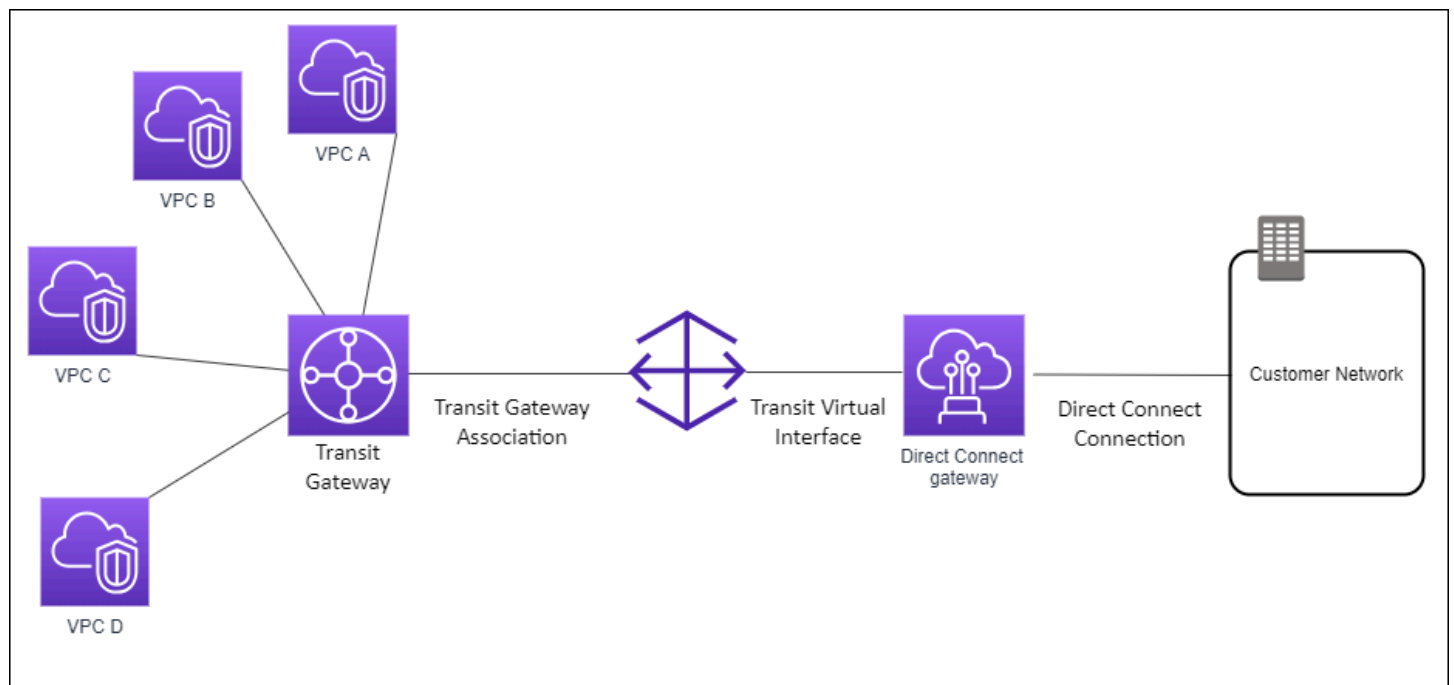 VPC A
VPC B
VPC C
VPC D
Transit
Gateway
Transit Gateway
Association
Transit Virtual
Interface
Direct Connect
gateway
Direct Connect
Connection
Customer Network